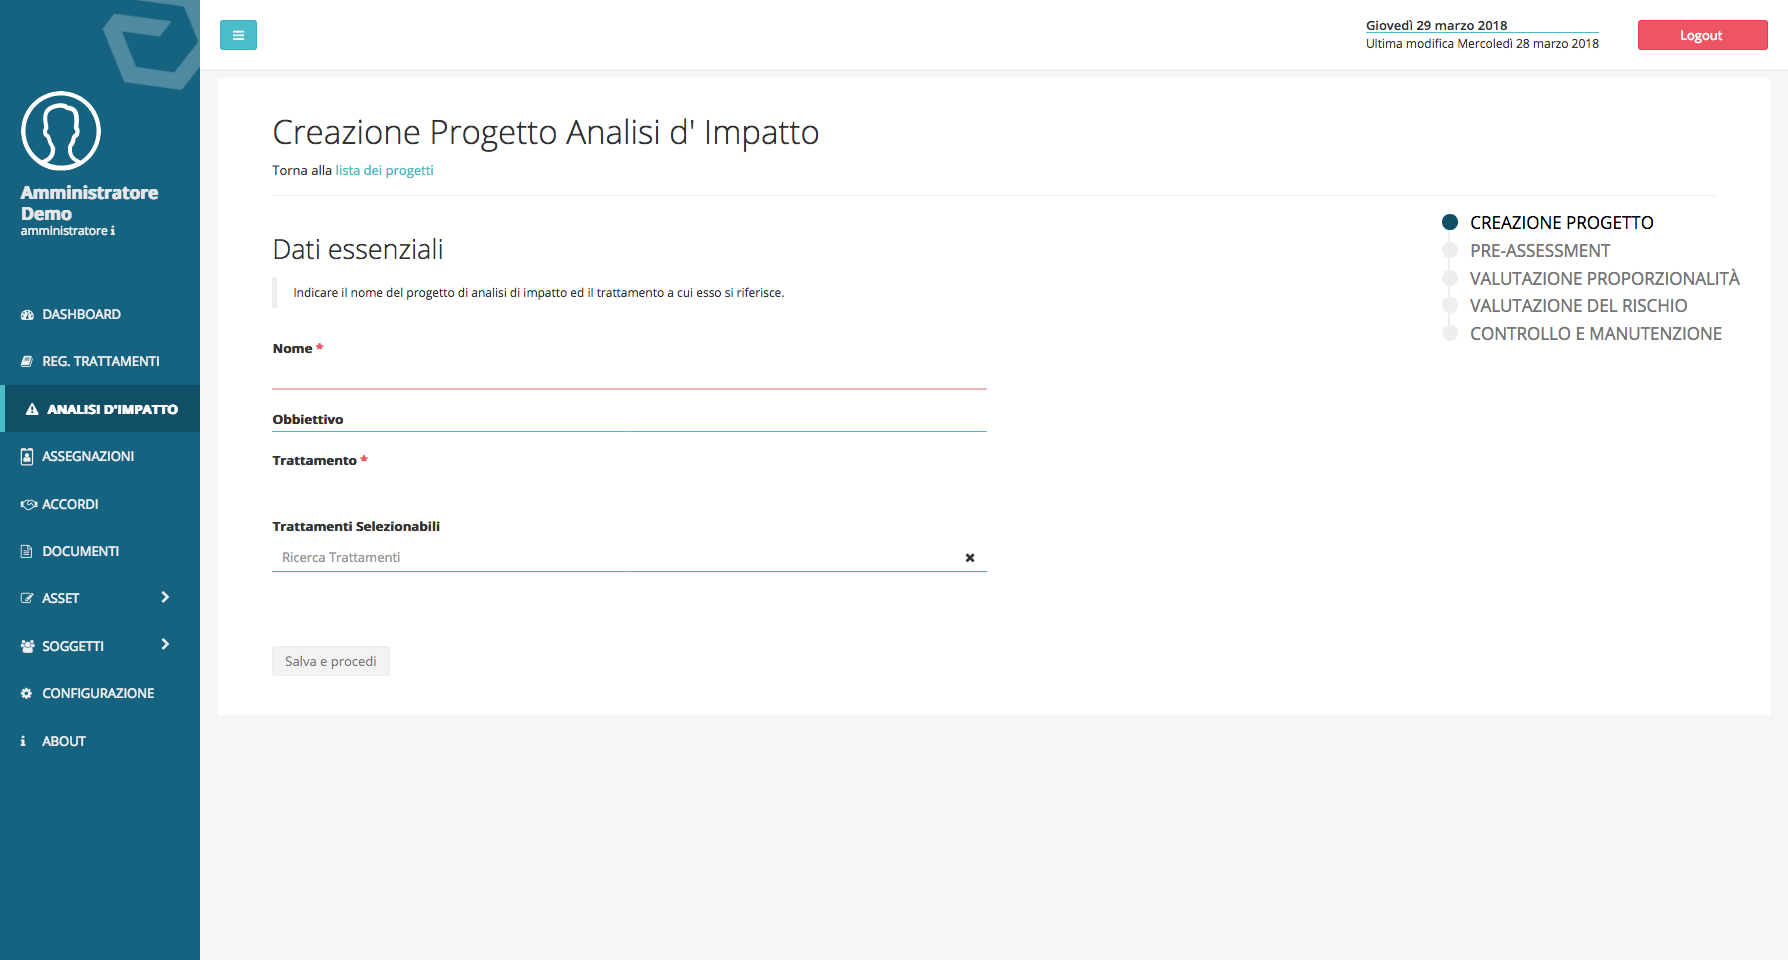 Amministratore
Demo
amministratore i
DASHBOARD
REG. TRATTAMENTI
ANALISI D'IMPATTO
ASSEGNAZIONI
ACCORDI
DOCUMENTI
ASSET
SOGGETTI
CONFIGURAZIONE
ABOUT
Giovedì 29 marzo 2018
Ultima modifica Mercoledì 28 marzo 2018
Logout
Creazione Progetto Analisi d' Impatto
Torna alla lista dei progetti
Dati essenziali
Indicare il nome del progetto di analisi di impatto ed il trattamento a cui esso si riferisce.
Nome *
Obbiettivo
Trattamento *
Trattamenti Selezionabili
Ricerca Trattamenti
Salva e procedi
CREAZIONE PROGETTO
PRE-ASSESSMENT
VALUTAZIONE PROPORZIONALITÀ
VALUTAZIONE DEL RISCHIO
CONTROLLO E MANUTENZIONE